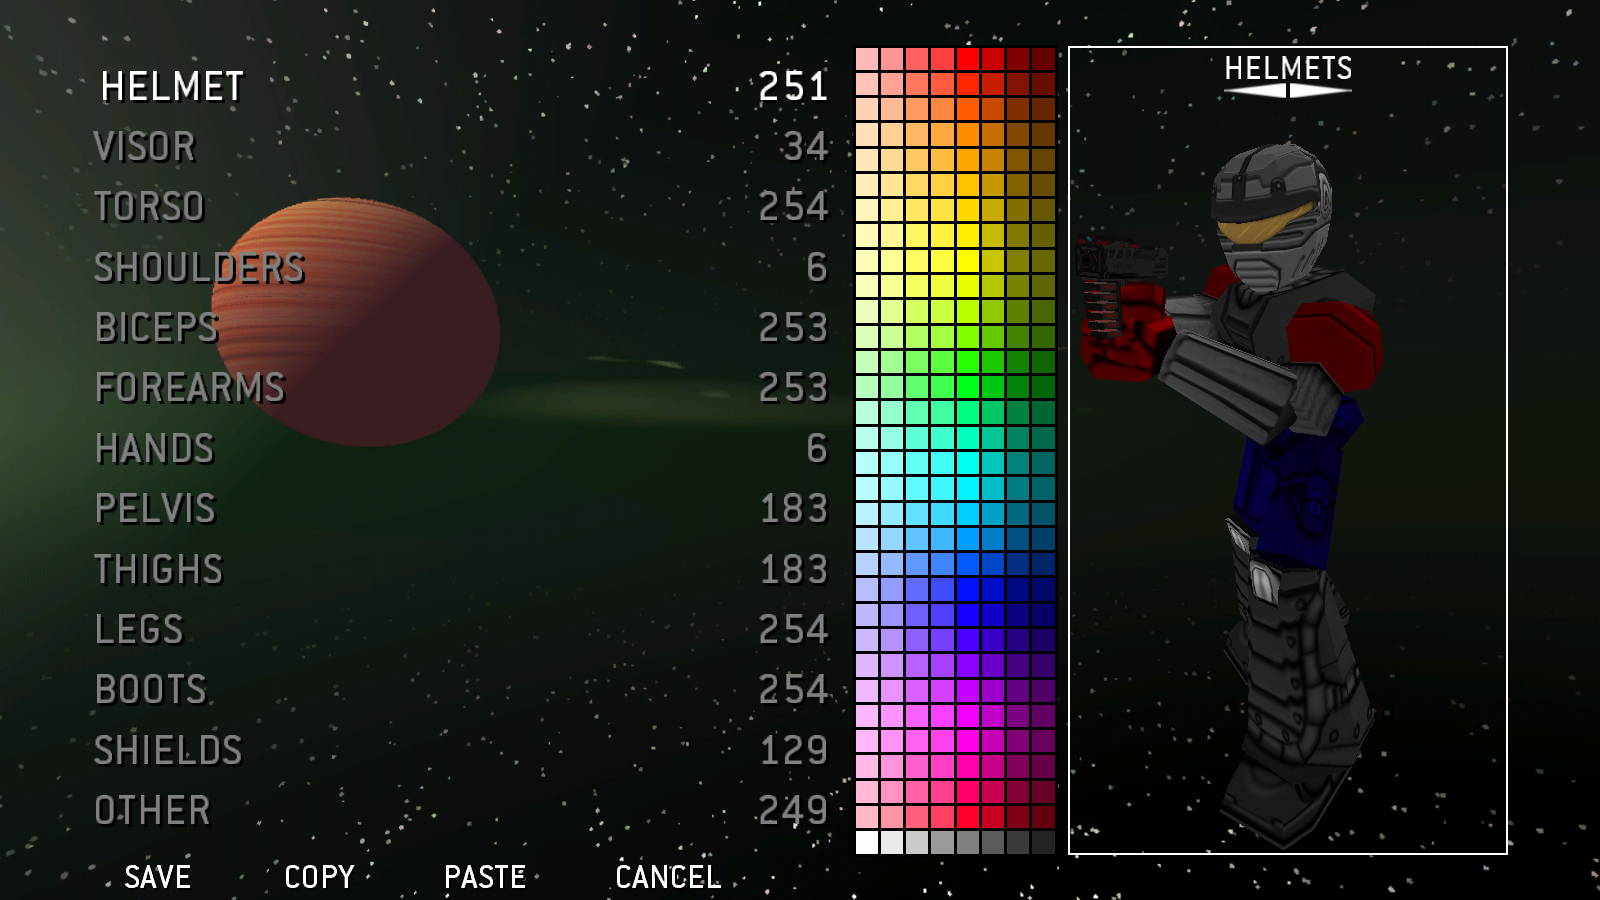 HELMET 251
VISOR 34
TORSO 254
SHOULDERS 6
BICEPS 253
FOREARMS 253
HANDS 6
PELVIS 183
THIGHS 183
LEGS 254
BOOTS 254
SHIELDS 129
OTHER 249
SAVE COPY PASTE CANCEL
HELMETS